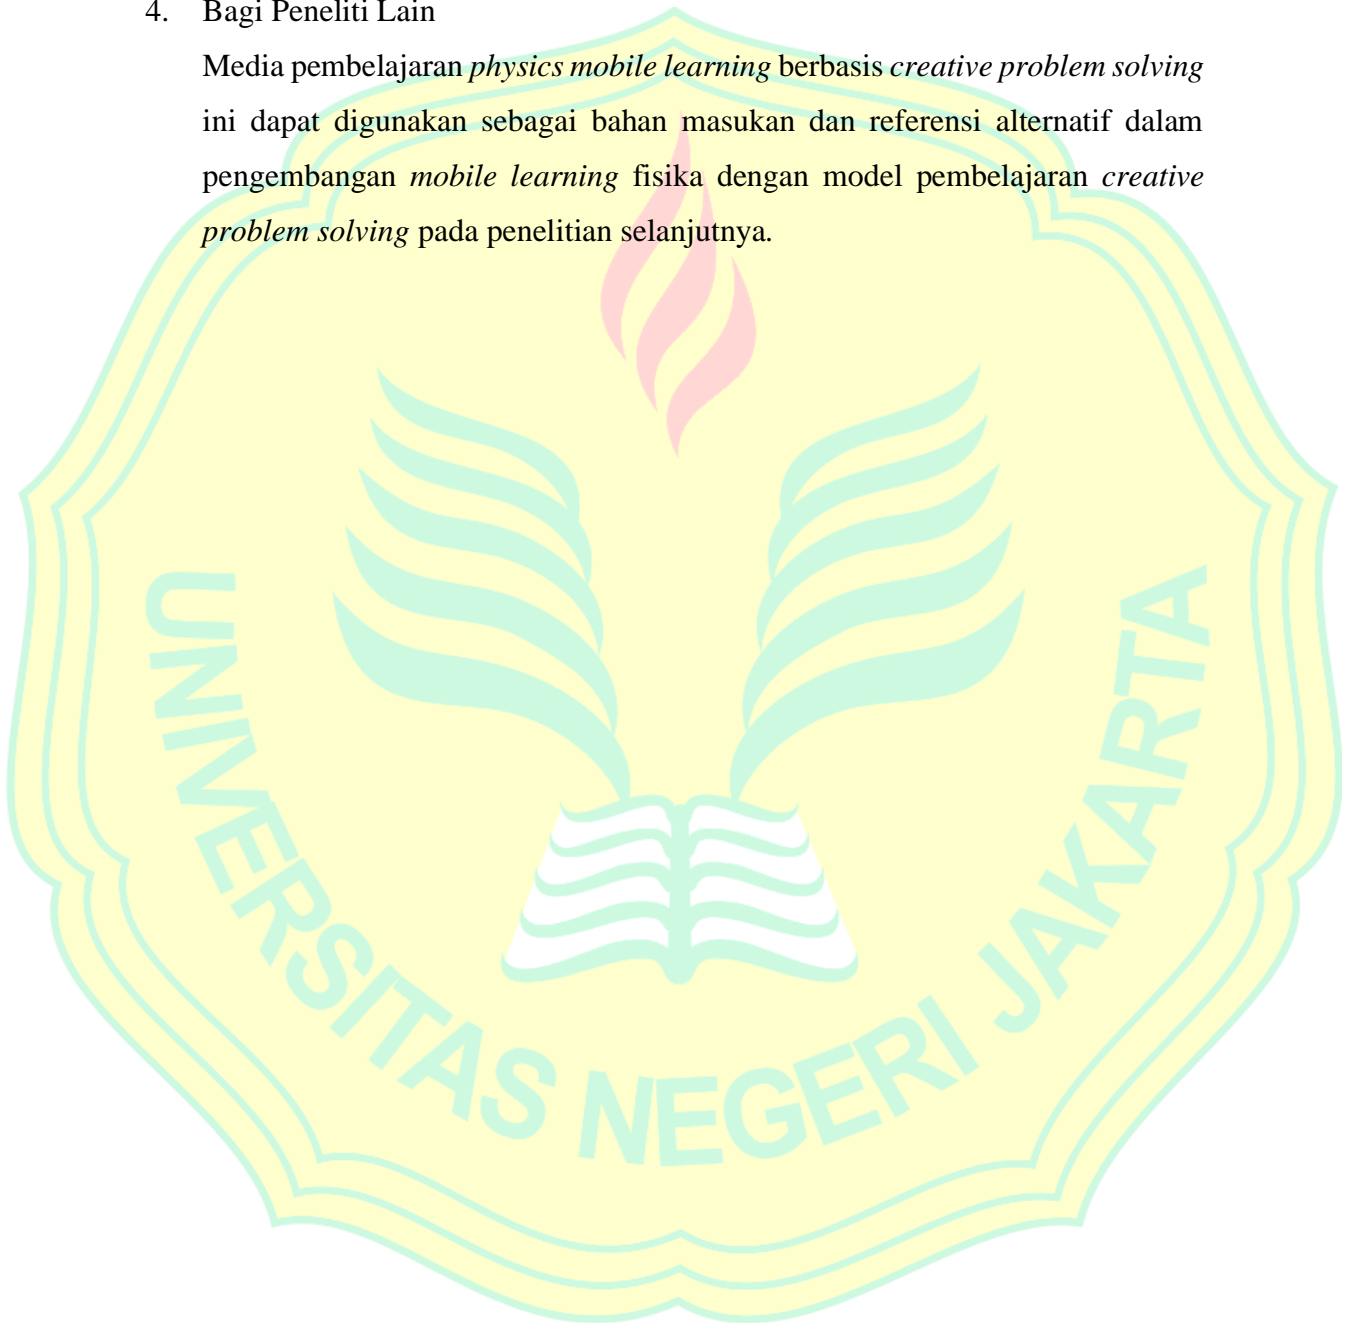 4. Bagi Peneliti Lain
Media pembelajaran physics mobile learning berbasis creative problem solving
ini dapat digunakan sebagai bahan masukan dan referensi alternatif dalam
pengembangan mobile learning fisika dengan model pembelajaran creative
problem solving pada penelitian selanjutnya.
UNIVERSITAS NEGERI JAKARTA